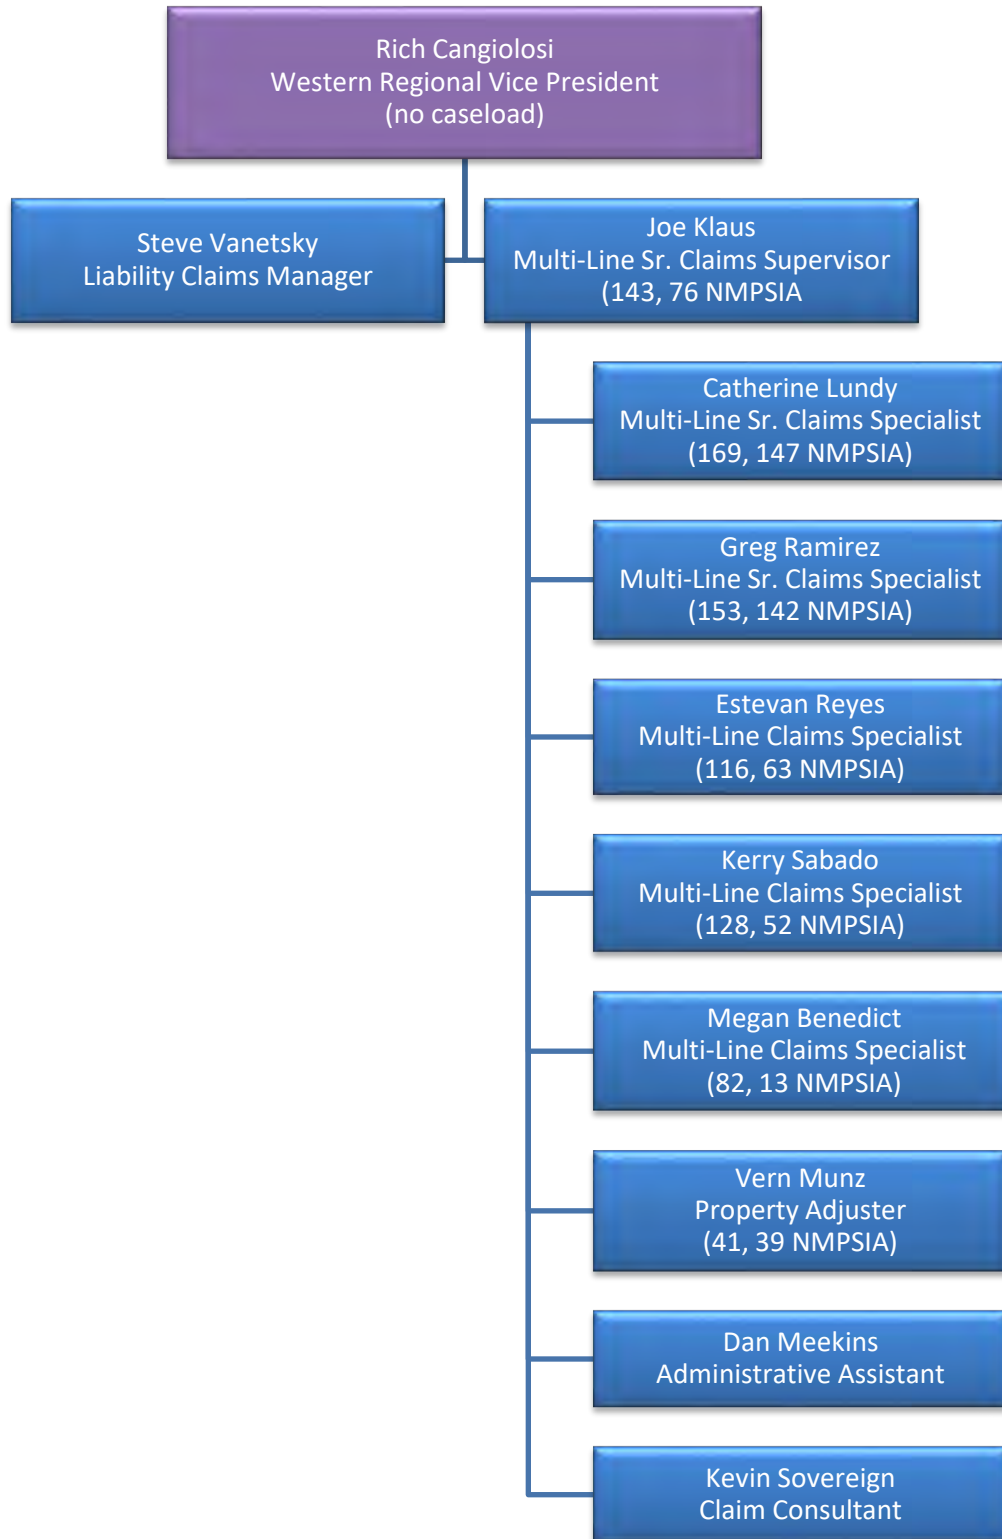 Rich Cangiolosi
Western Regional Vice President
(no caseload)
Steve Vanetsky
Liability Claims Manager
Joe Klaus
Multi-Line Sr. Claims Supervisor
(143, 76 NMPSIA
Catherine Lundy
Multi-Line Sr. Claims Specialist
(169, 147 NMPSIA)
Greg Ramirez
Multi-Line Sr. Claims Specialist
(153, 142 NMPSIA)
Estevan Reyes
Multi-Line Claims Specialist
(116, 63 NMPSIA)
Kerry Sabado
Multi-Line Claims Specialist
(128, 52 NMPSIA)
Megan Benedict
Multi-Line Claims Specialist
(82, 13 NMPSIA)
Vern Munz
Property Adjuster
(41, 39 NMPSIA)
Dan Meekins
Administrative Assistant
Kevin Sovereign
Claim Consultant